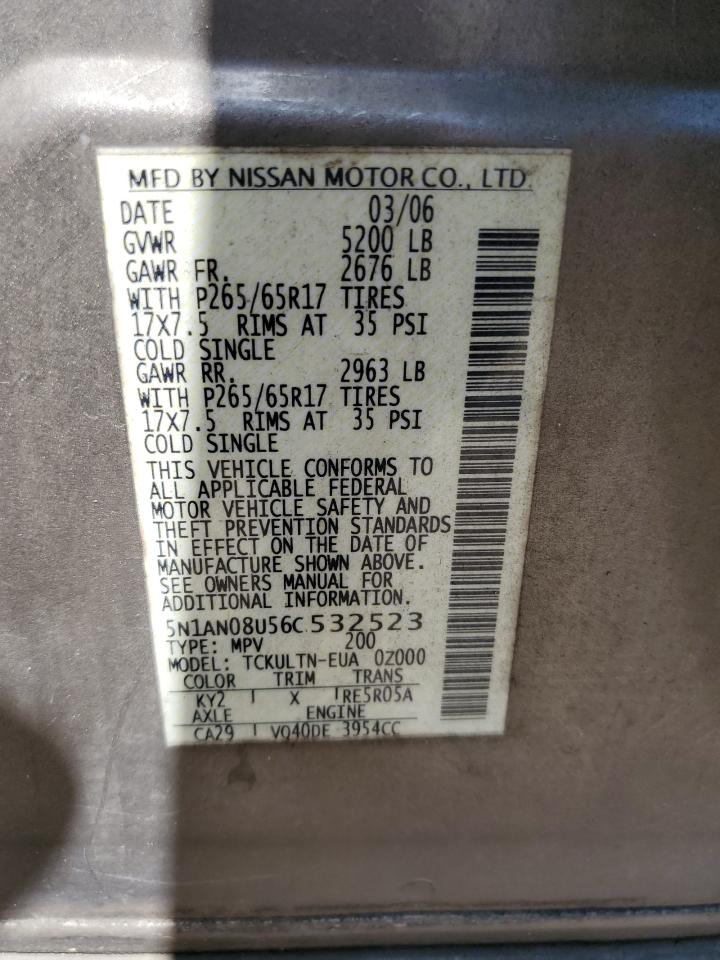 MFD BY NISSAN MOTOR CO., LTD.
DATE 03/06
GVWR 5200 LB
GAWR FR. 2676 LB
WITH P265/65R17 TIRES
17X7.5 RIMS AT 35 PSI
COLD SINGLE
GAWR RR. 2963 LB
WITH P265/65R17 TIRES
17X7.5 RIMS AT 35 PSI
COLD SINGLE
THIS VEHICLE CONFORMS TO
ALL APPLICABLE FEDERAL
MOTOR VEHICLE SAFETY AND
THEFT PREVENTION STANDARDS
IN EFFECT ON THE DATE OF
MANUFACTURE SHOWN ABOVE.
SEE OWNERS MANUAL FOR
ADDITIONAL INFORMATION.
5N1AN08U56C532523
TYPE: MPV 200
MODEL: TCKULTN-EUA 0Z000
COLOR TRIM TRANS
KY2 X RE5R05A
AXLE ENGINE
CA29 VQ40DE 3954CC